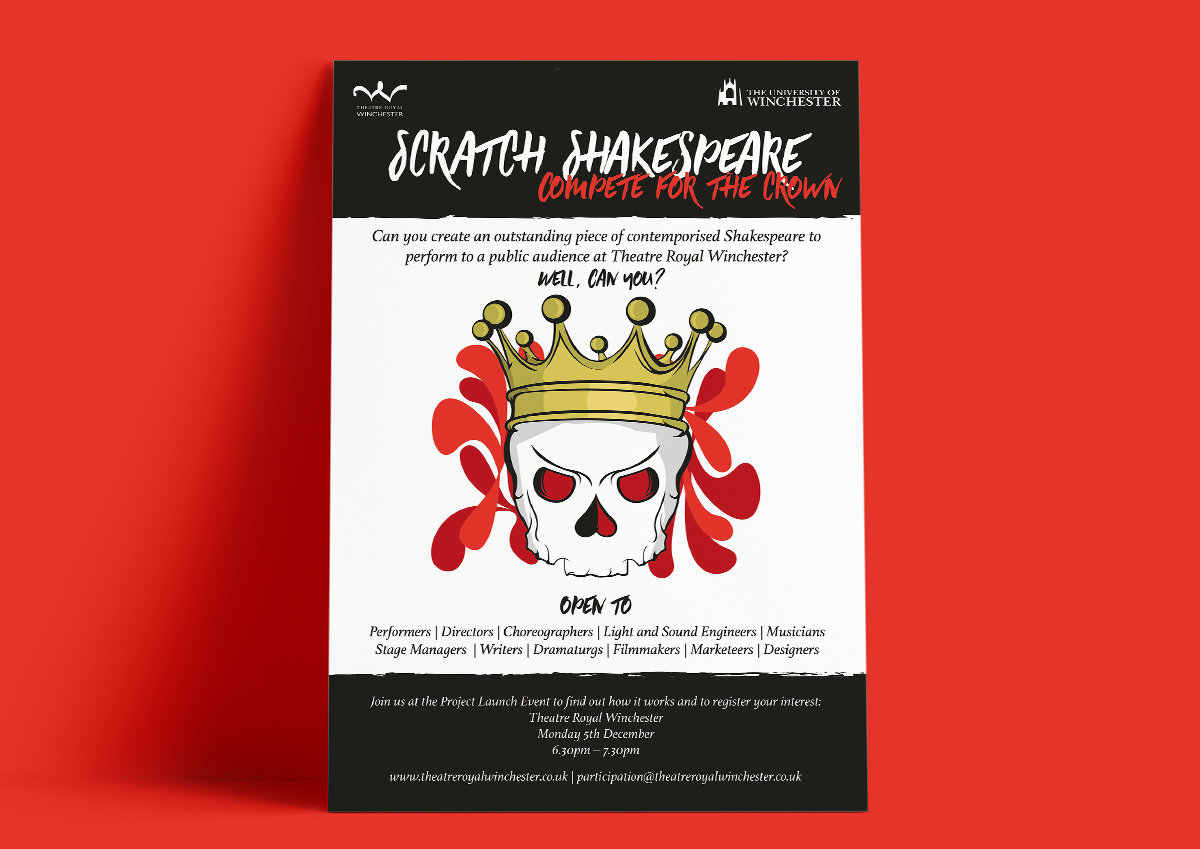 THEATRE ROYAL
WINCHESTER
THE UNIVERSITY OF
WINCHESTER
SCRATCH SHAKESPEARE
COMPETE FOR THE CROWN
Can you create an outstanding piece of contemporised Shakespeare to
perform to a public audience at Theatre Royal Winchester?
WELL, CAN YOU?
OPEN TO
Performers | Directors | Choreographers | Light and Sound Engineers | Musicians
Stage Managers | Writers | Dramaturgs | Filmmakers | Marketeers | Designers
Join us at the Project Launch Event to find out how it works and to register your interest:
Theatre Royal Winchester
Monday 5th December
6.30pm – 7.30pm
www.theatreroyalwinchester.co.uk | participation@theatreroyalwinchester.co.uk